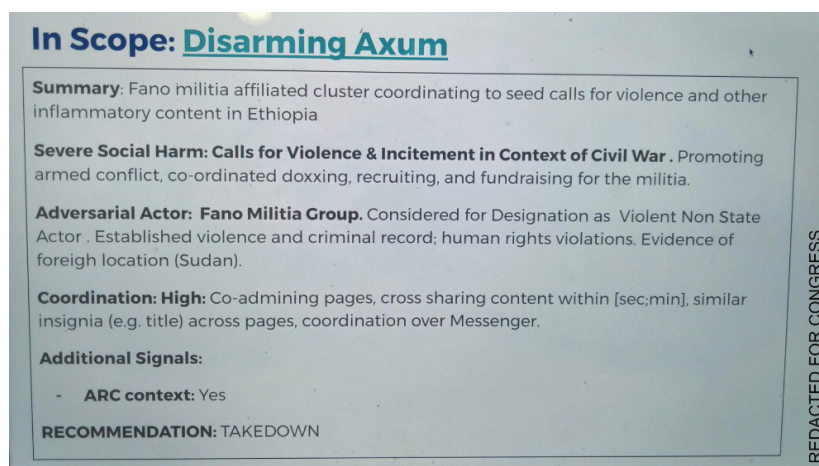 In Scope: Disarming Axum
Summary: Fano militia affiliated cluster coordinating to seed calls for violence and other
inflammatory content in Ethiopia
Severe Social Harm: Calls for Violence & Incitement in Context of Civil War . Promoting
armed conflict, co-ordinated doxxing, recruiting, and fundraising for the militia.
Adversarial Actor: Fano Militia Group. Considered for Designation as Violent Non State
Actor . Established violence and criminal record; human rights violations. Evidence of
foreigh location (Sudan).
Coordination: High: Co-admining pages, cross sharing content within [sec;min], similar
insignia (e.g. title) across pages, coordination over Messenger.
Additional Signals:
- ARC context: Yes
RECOMMENDATION: TAKEDOWN
REDACTED FOR CONGRESS